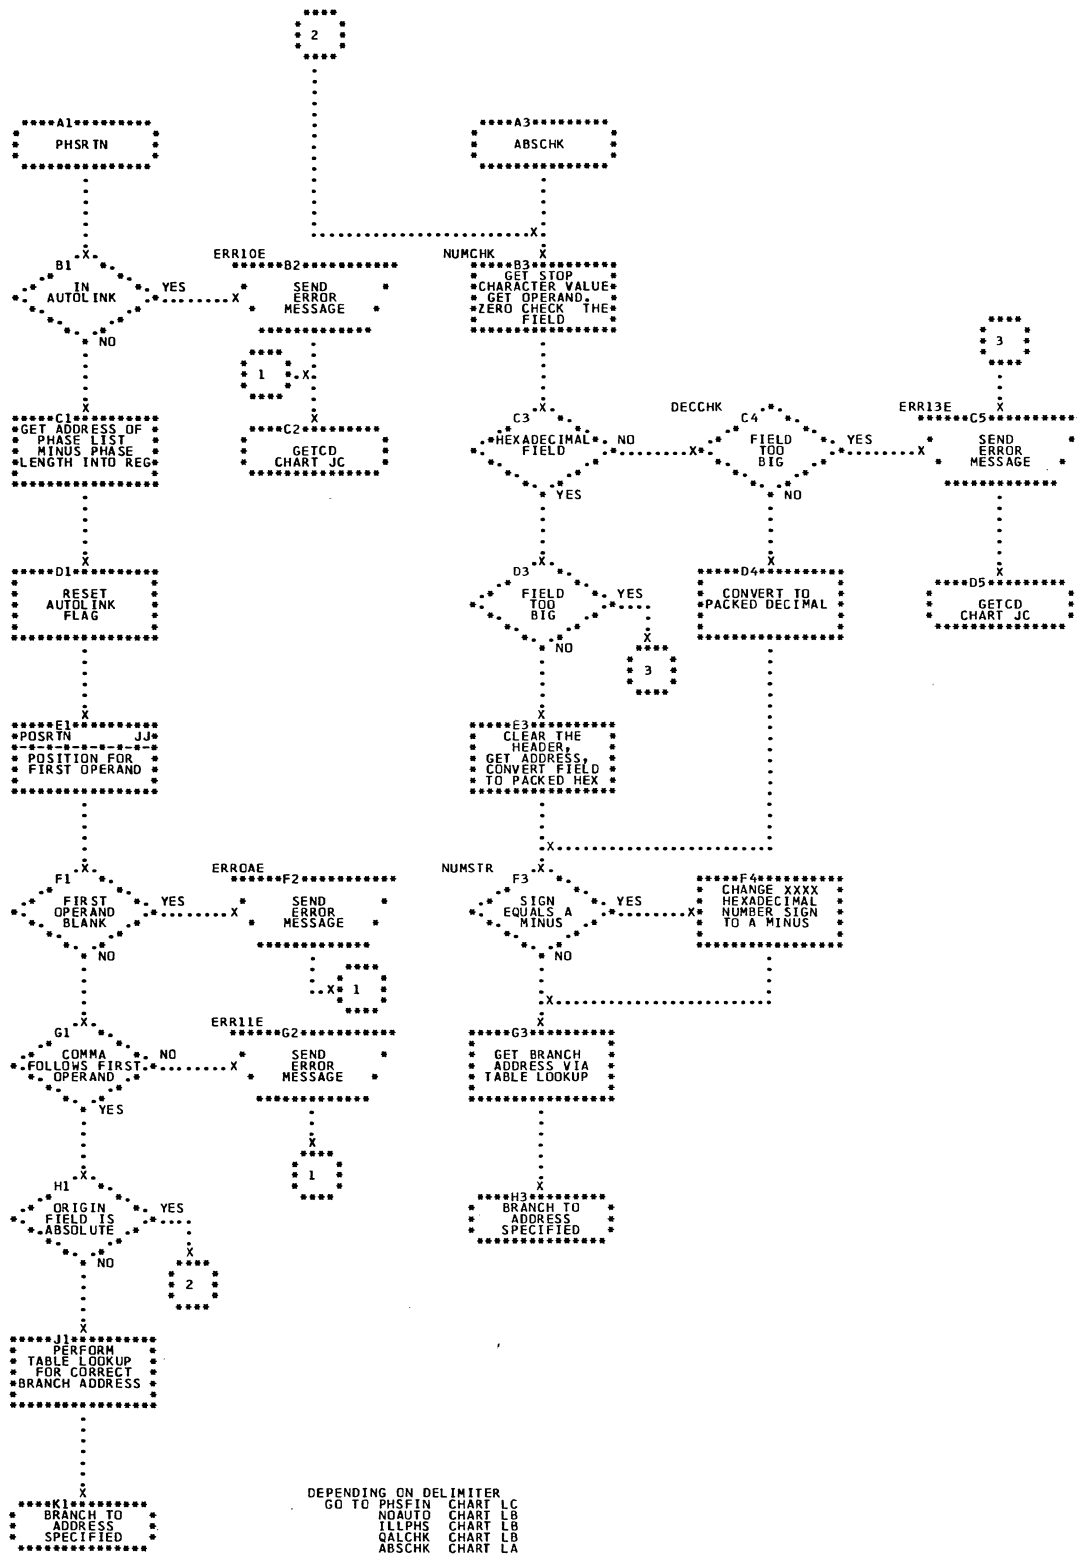 2
A1
PHSRTN
A3
ABSCHK
B1
IN
AUTOLINK
YES
NO
ERR10E
B2
SEND
ERROR
MESSAGE
NUMCHK
B3
GET STOP
CHARACTER VALUE
GET OPERAND.
ZERO CHECK THE
FIELD
1
3
C1
GET ADDRESS OF
PHASE LIST
MINUS PHASE
LENGTH INTO REG
C2
GETCD
CHART JC
C3
HEXADECIMAL
FIELD
NO
YES
DECCHK
C4
FIELD
TOO
BIG
YES
NO
ERR13E
C5
SEND
ERROR
MESSAGE
D1
RESET
AUTOLINK
FLAG
D3
FIELD
TOO
BIG
YES
NO
3
D4
CONVERT TO
PACKED DECIMAL
D5
GETCD
CHART JC
E1
POSRTN JJ
POSITION FOR
FIRST OPERAND
E3
CLEAR THE
HEADER,
GET ADDRESS,
CONVERT FIELD
TO PACKED HEX
F1
FIRST
OPERAND
BLANK
YES
NO
ERR0AE
F2
SEND
ERROR
MESSAGE
1
NUMSTR
F3
SIGN
EQUALS A
MINUS
YES
NO
F4
CHANGE XXXX
HEXADECIMAL
NUMBER SIGN
TO A MINUS
G1
COMMA
FOLLOWS FIRST
OPERAND
NO
YES
ERR11E
G2
SEND
ERROR
MESSAGE
1
G3
GET BRANCH
ADDRESS VIA
TABLE LOOKUP
H1
ORIGIN
FIELD IS
ABSOLUTE
YES
NO
2
H3
BRANCH TO
ADDRESS
SPECIFIED
J1
PERFORM
TABLE LOOKUP
FOR CORRECT
BRANCH ADDRESS
K1
BRANCH TO
ADDRESS
SPECIFIED
DEPENDING ON DELIMITER
GO TO PHSFIN CHART LC
NOAUTO CHART LB
ILLPHS CHART LB
QALCHK CHART LB
ABSCHK CHART LA